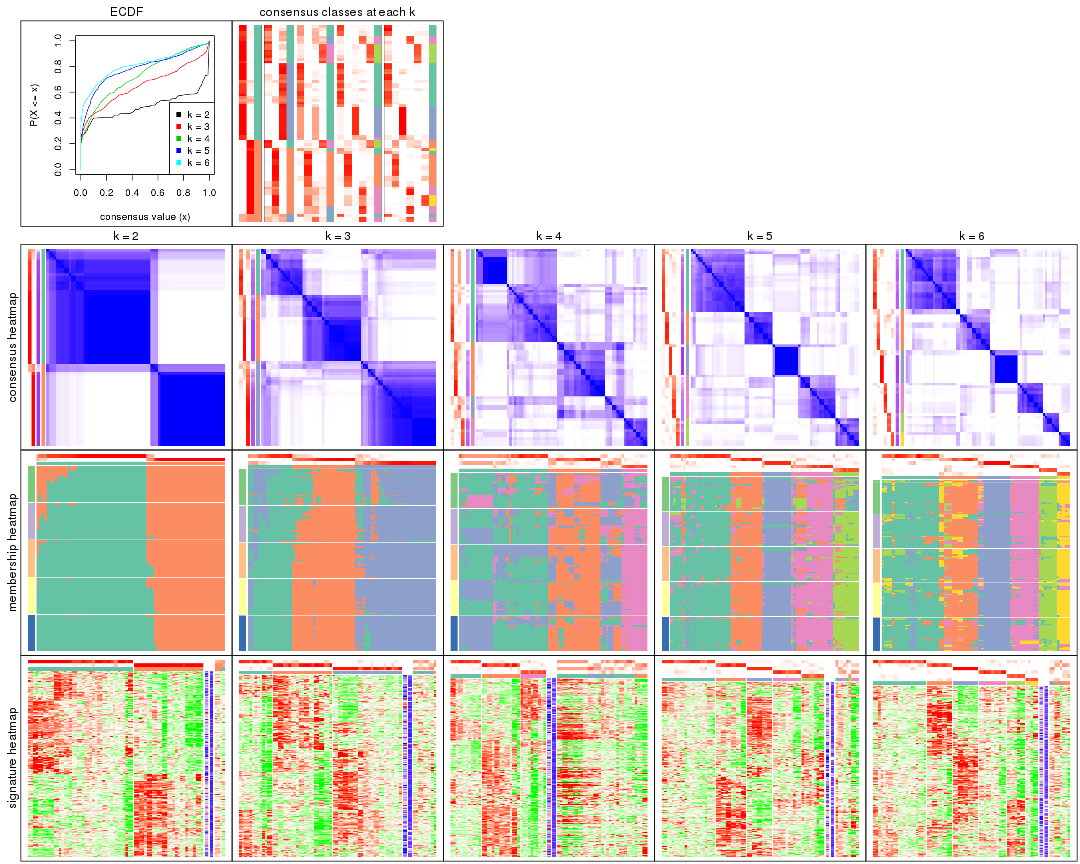 ECDF
consensus classes at each k
P(X <= x)
0.0 0.2 0.4 0.6 0.8 1.0
k = 2
k = 3
k = 4
k = 5
k = 6
0.0 0.2 0.4 0.6 0.8 1.0
consensus value (x)
k = 2 k = 3 k = 4 k = 5 k = 6
consensus heatmap
membership heatmap
signature heatmap